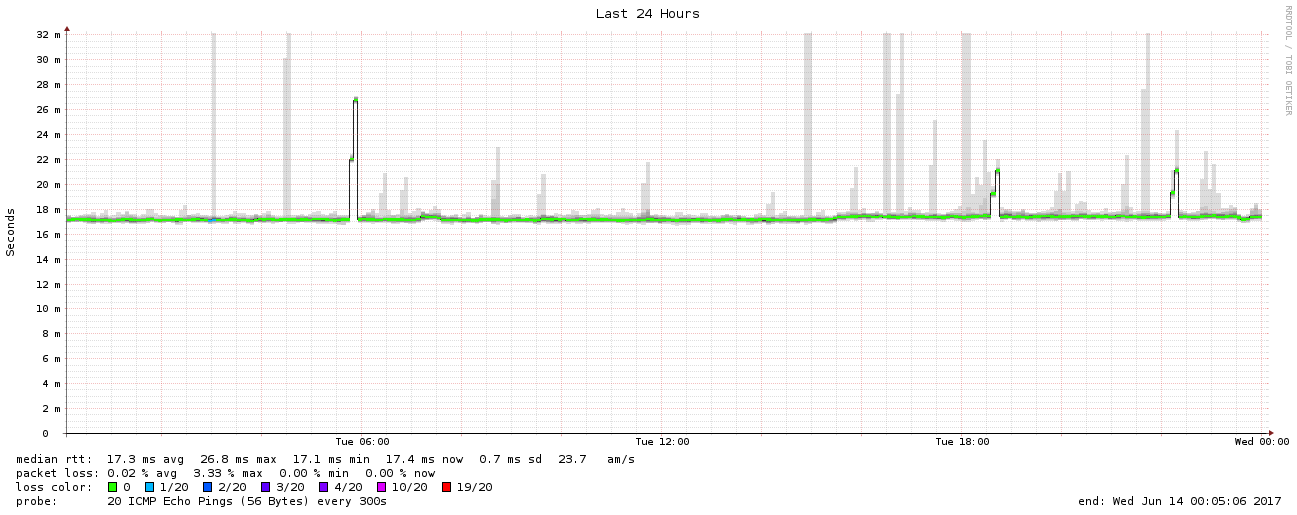 Last 24 Hours
RRDTOOL / TOBI OETIKER
Seconds
32 m
30 m
28 m
26 m
24 m
22 m
20 m
18 m
16 m
14 m
12 m
10 m
8 m
6 m
4 m
2 m
0
Tue 06:00 Tue 12:00 Tue 18:00 Wed 00:00
median rtt: 17.3 ms avg 26.8 ms max 17.1 ms min 17.4 ms now 0.7 ms sd 23.7 am/s
packet loss: 0.02 % avg 3.33 % max 0.00 % min 0.00 % now
loss color: 0 1/20 2/20 3/20 4/20 10/20 19/20
probe: 20 ICMP Echo Pings (56 Bytes) every 300s end: Wed Jun 14 00:05:06 2017